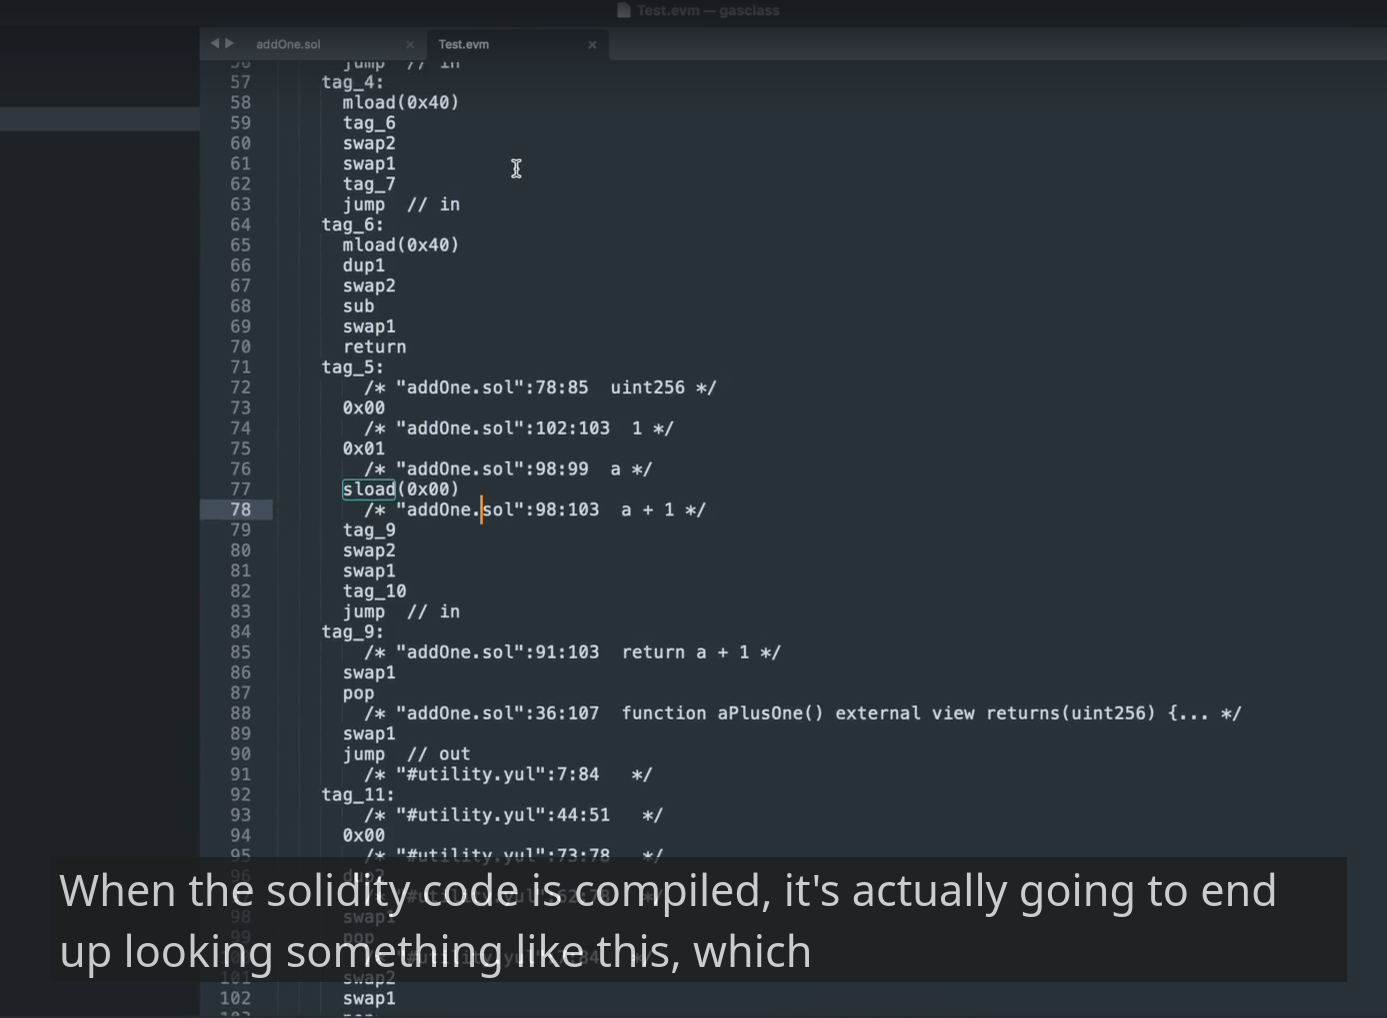 Test.evm — gasclass
addOne.sol × Test.evm ×
56 jump // in
57 tag_4:
58 mload(0x40)
59 tag_6
60 swap2
61 swap1
62 tag_7
63 jump // in
64 tag_6:
65 mload(0x40)
66 dup1
67 swap2
68 sub
69 swap1
70 return
71 tag_5:
72 /* "addOne.sol":78:85 uint256 */
73 0x00
74 /* "addOne.sol":102:103 1 */
75 0x01
76 /* "addOne.sol":98:99 a */
77 sload(0x00)
78 /* "addOne.sol":98:103 a + 1 */
79 tag_9
80 swap2
81 swap1
82 tag_10
83 jump // in
84 tag_9:
85 /* "addOne.sol":91:103 return a + 1 */
86 swap1
87 pop
88 /* "addOne.sol":36:107 function aPlusOne() external view returns(uint256) {... */
89 swap1
90 jump // out
91 /* "#utility.yul":7:84 */
92 tag_11:
93 /* "#utility.yul":44:51 */
94 0x00
95 /* "#utility.yul":73:78 */
96 dup2
When the solidity code is compiled, it's actually going to end
98 swap1
99 pop
up looking something like this, which
101 swap2
102 swap1